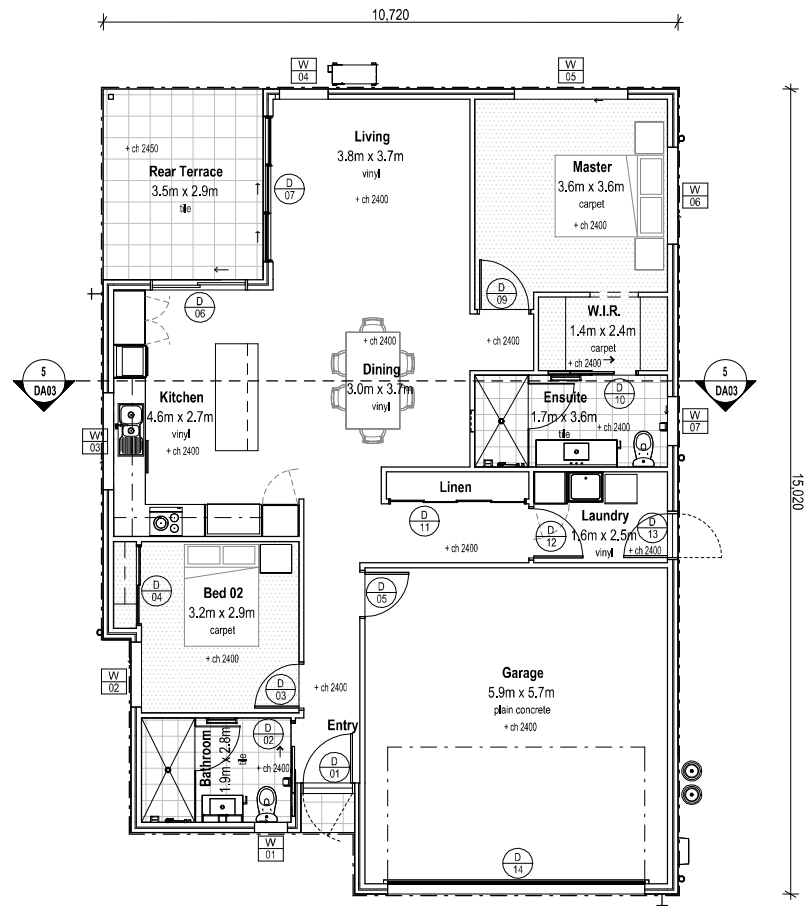 10,720
W
04
W
05
+ ch 2450
Rear Terrace
3.5m x 2.9m
tile
D
07
Living
3.8m x 3.7m
vinyl
+ ch 2400
Master
3.6m x 3.6m
carpet
+ ch 2400
W
06
D
09
D
06
W.I.R.
1.4m x 2.4m
carpet
+ ch 2400
+ ch 2400
+ ch 2400
Dining
3.0m x 3.7m
vinyl
5
DA03
5
DA03
Kitchen
4.6m x 2.7m
vinyl
+ ch 2400
W
03
Ensuite
1.7m x 3.6m
tile
+ ch 2400
D
10
W
07
15,020
Linen
D
11
D
12
Laundry
1.6m x 2.5m
vinyl
+ ch 2400
D
13
+ ch 2400
D
04
Bed 02
3.2m x 2.9m
carpet
+ ch 2400
D
05
W
02
D
03
+ ch 2400
Garage
5.9m x 5.7m
plain concrete
+ ch 2400
Entry
D
02
Bathroom
1.9m x 2.8m
tile
+ ch 2400
D
01
W
01
D
14